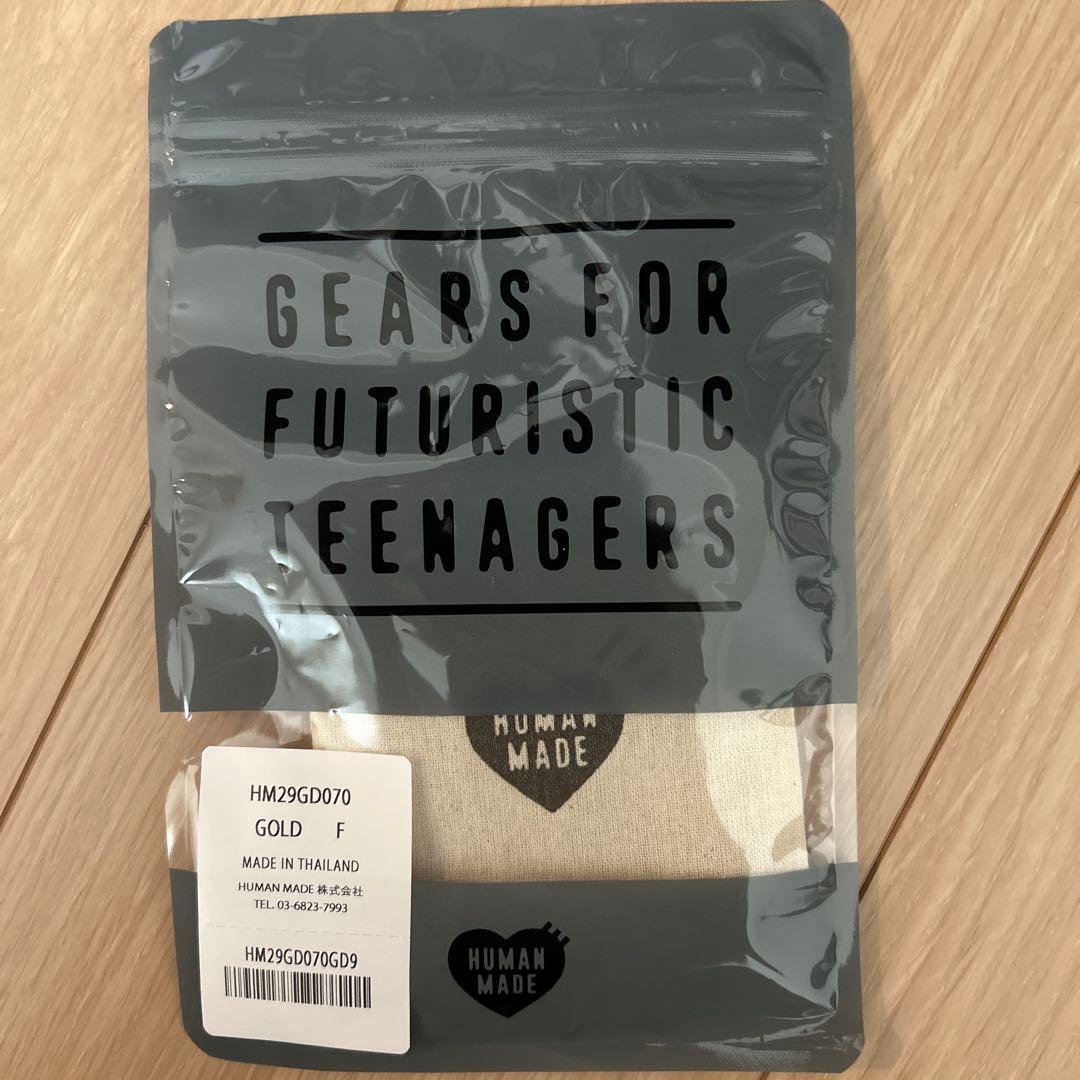 GEARS FOR
FUTURISTIC
TEENAGERS
HUMAN
MADE
HM29GD070
GOLD F
MADE IN THAILAND
HUMAN MADE 株式会社
TEL. 03-6823-7993
HM29GD070GD9
HUMAN
MADE